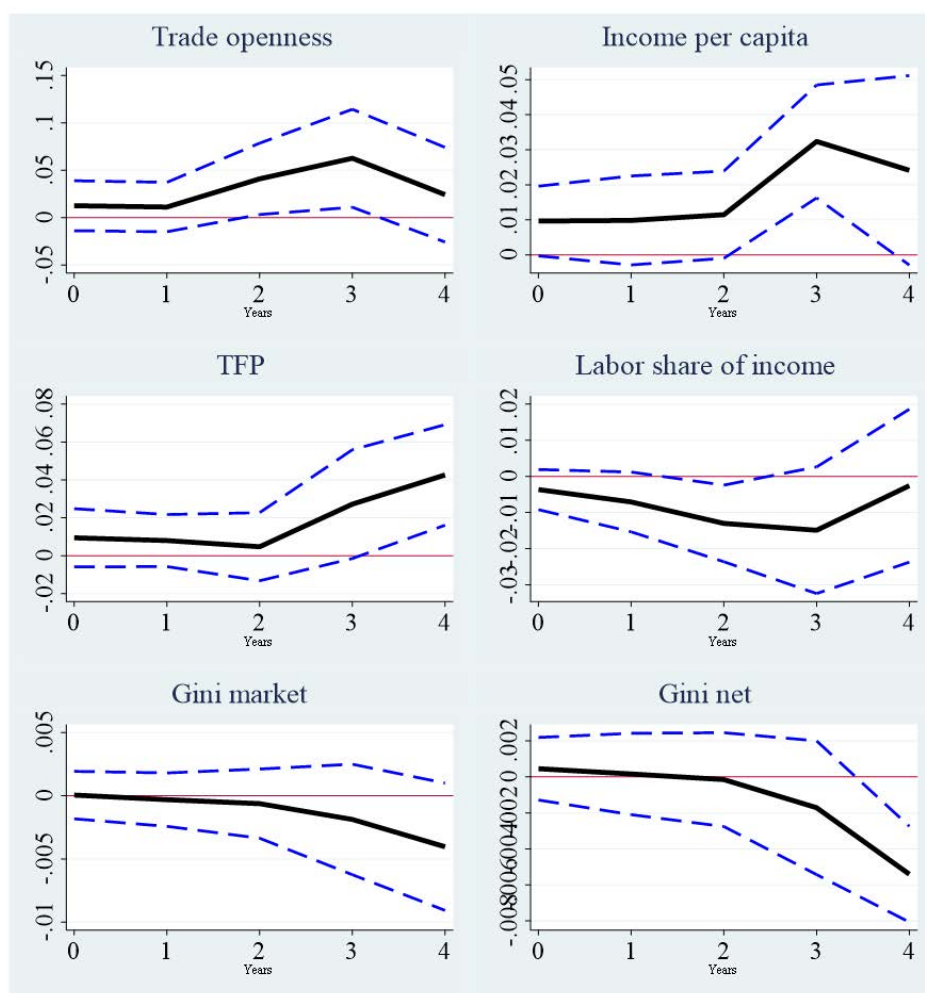 Trade openness
.15
.1
.05
0
-.05
0 1 2 3 4
Years
Income per capita
.05
.04
.03
.02
.01
0
0 1 2 3 4
Years
TFP
.08
.06
.04
.02
0
-.02
0 1 2 3 4
Years
Labor share of income
.02
.01
0
-.01
-.02
-.03
0 1 2 3 4
Years
Gini market
.005
0
-.005
-.01
0 1 2 3 4
Years
Gini net
.002
0
-.008
0 1 2 3 4
Years